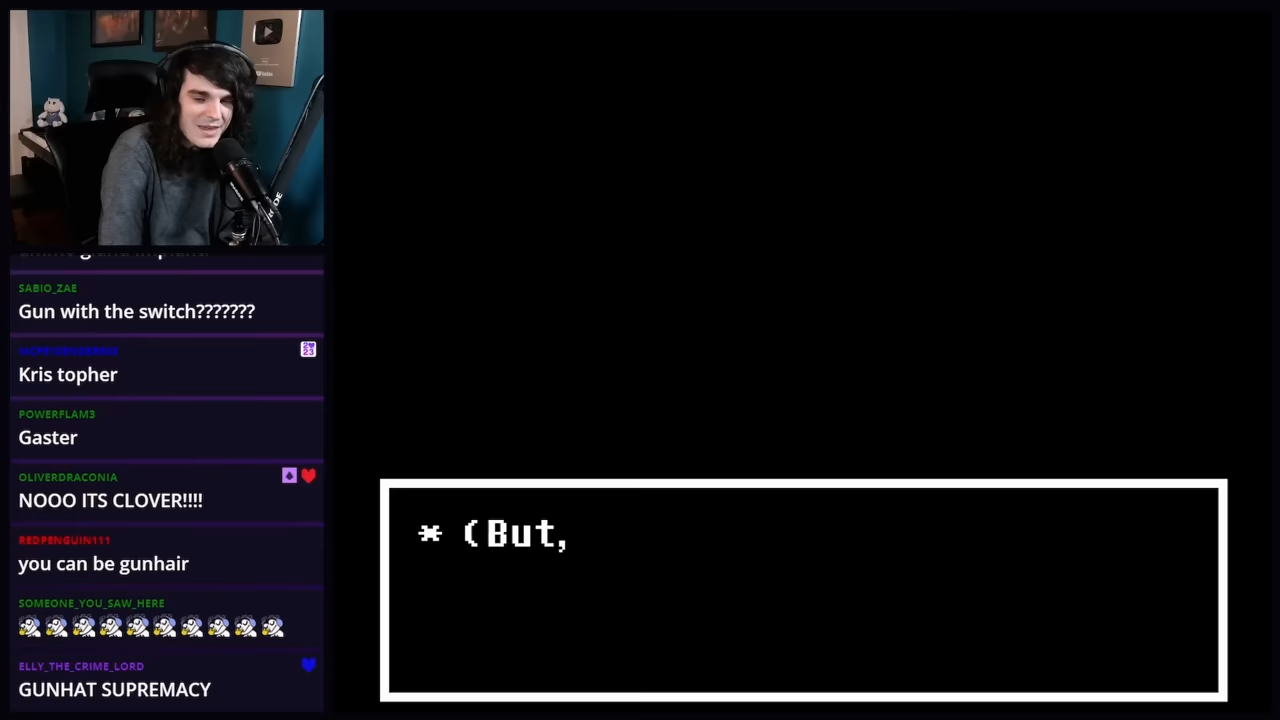 SABIO_ZAE
Gun with the switch???????
Kris topher
POWERFLAM3
Gaster
OLIVERDRACONIA
NOOO ITS CLOVER!!!!
REDPENGUIN111
you can be gunhair
SOMEONE_YOU_SAW_HERE
ELLY_THE_CRIME_LORD
GUNHAT SUPREMACY
* (But,